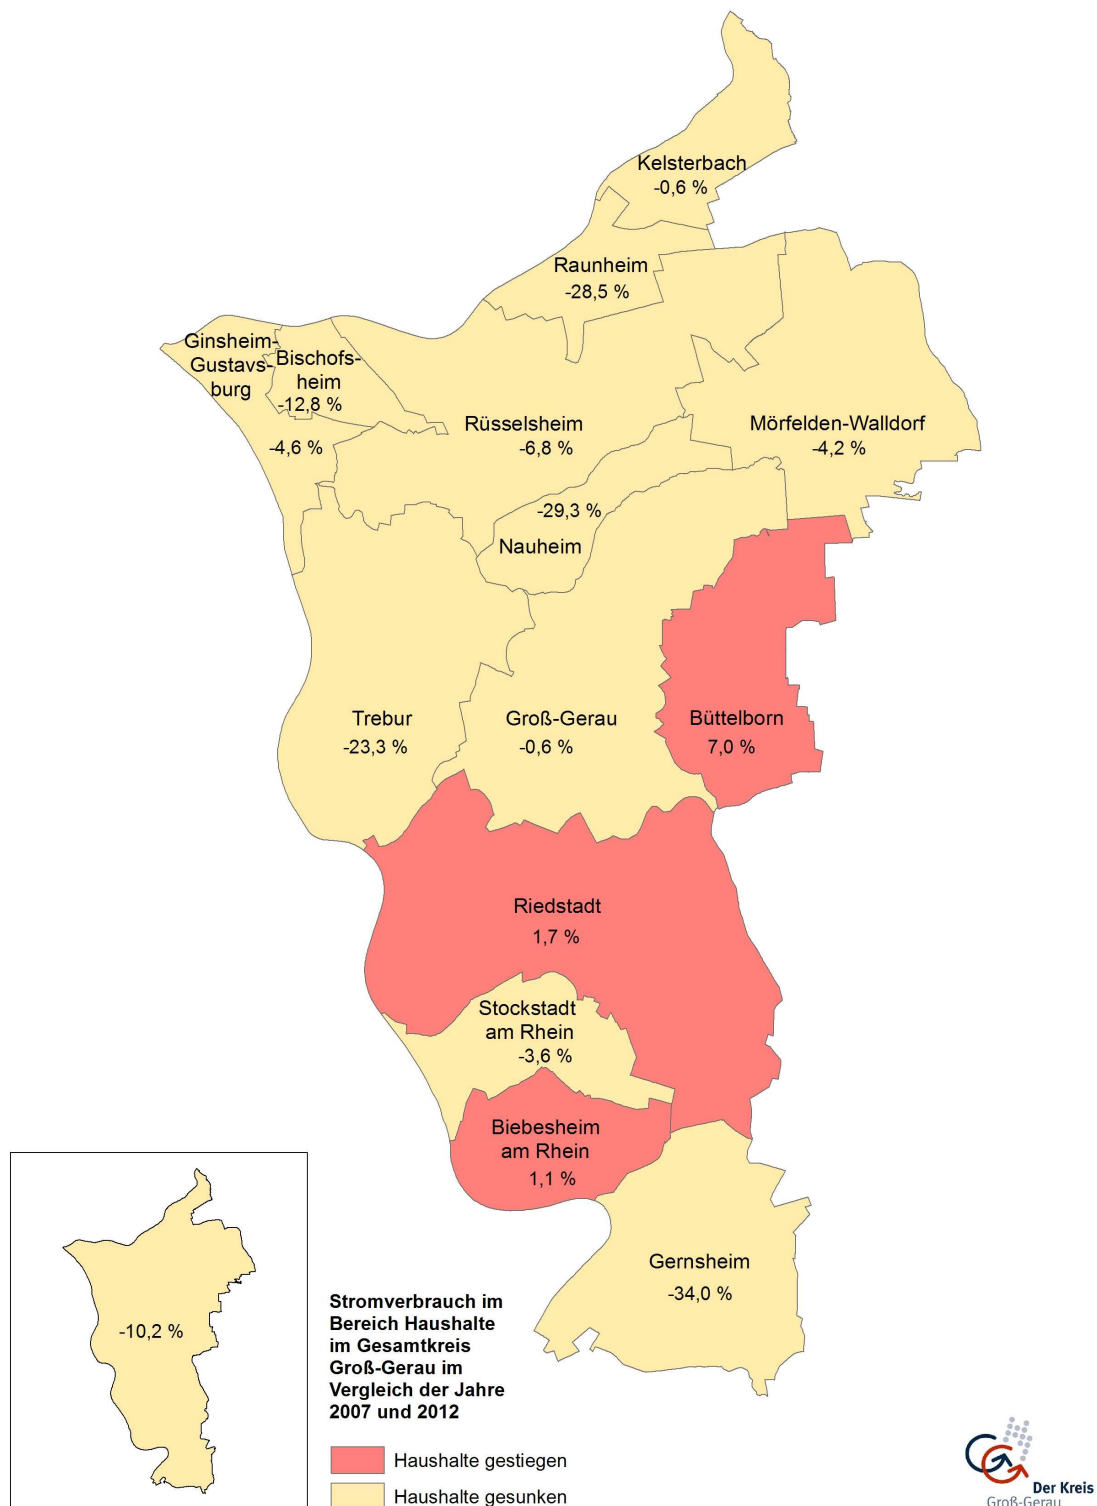 Kelsterbach
-0,6 %
Raunheim
-28,5 %
Ginsheim-
Gustavs-
burg
-4,6 %
Bischofs-
heim
-12,8 %
Rüsselsheim
-6,8 %
Mörfelden-Walldorf
-4,2 %
-29,3 %
Nauheim
Trebur
-23,3 %
Groß-Gerau
-0,6 %
Büttelborn
7,0 %
Riedstadt
1,7 %
Stockstadt
am Rhein
-3,6 %
Biebesheim
am Rhein
1,1 %
Gernsheim
-34,0 %
-10,2 %
Stromverbrauch im
Bereich Haushalte
im Gesamtkreis
Groß-Gerau im
Vergleich der Jahre
2007 und 2012
Haushalte gestiegen
Haushalte gesunken
Der Kreis
Groß-Gerau